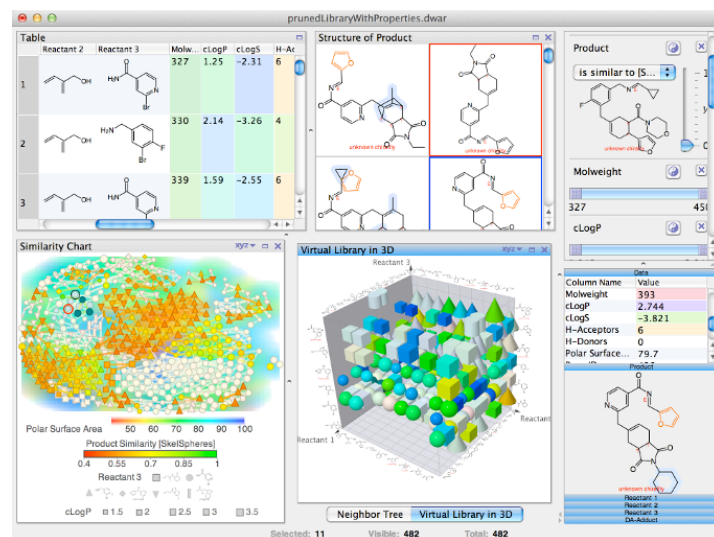 prunedLibraryWithProperties.dwar
Table
Reactant 2 Reactant 3 Molw... cLogP cLogS H-Ac
1 OH H₂N O N Br 327 1.25 -2.31 6
2 OH H₂N Br F 330 2.14 -3.26 4
3 OH H₂N O N 339 1.59 -2.55 6
Structure of Product
unknown chirality
unknown chirality
Product
is similar to [S...
unknown chirality
Molweight
327 450
cLogP
Similarity Chart
xyz
Polar Surface Area 50 60 70 80 90 100
Product Similarity [SkelSpheres]
0.4 0.55 0.7 0.85 1
Reactant 3
cLogP 1.5 2 2.5 3 3.5
Virtual Library in 3D
xyz
Reactant 3
Reactant 1
Reactant
Neighbor Tree Virtual Library in 3D
Data
Column Name Value
Molweight 393
cLogP 2.744
cLogS -3.821
H-Acceptors 6
H-Donors 0
Polar Surface... 79.7
Product
unknown chirality
Reactant 1
Reactant 2
Reactant 3
DA-Adduct
Selected: 11 Visible: 482 Total: 482